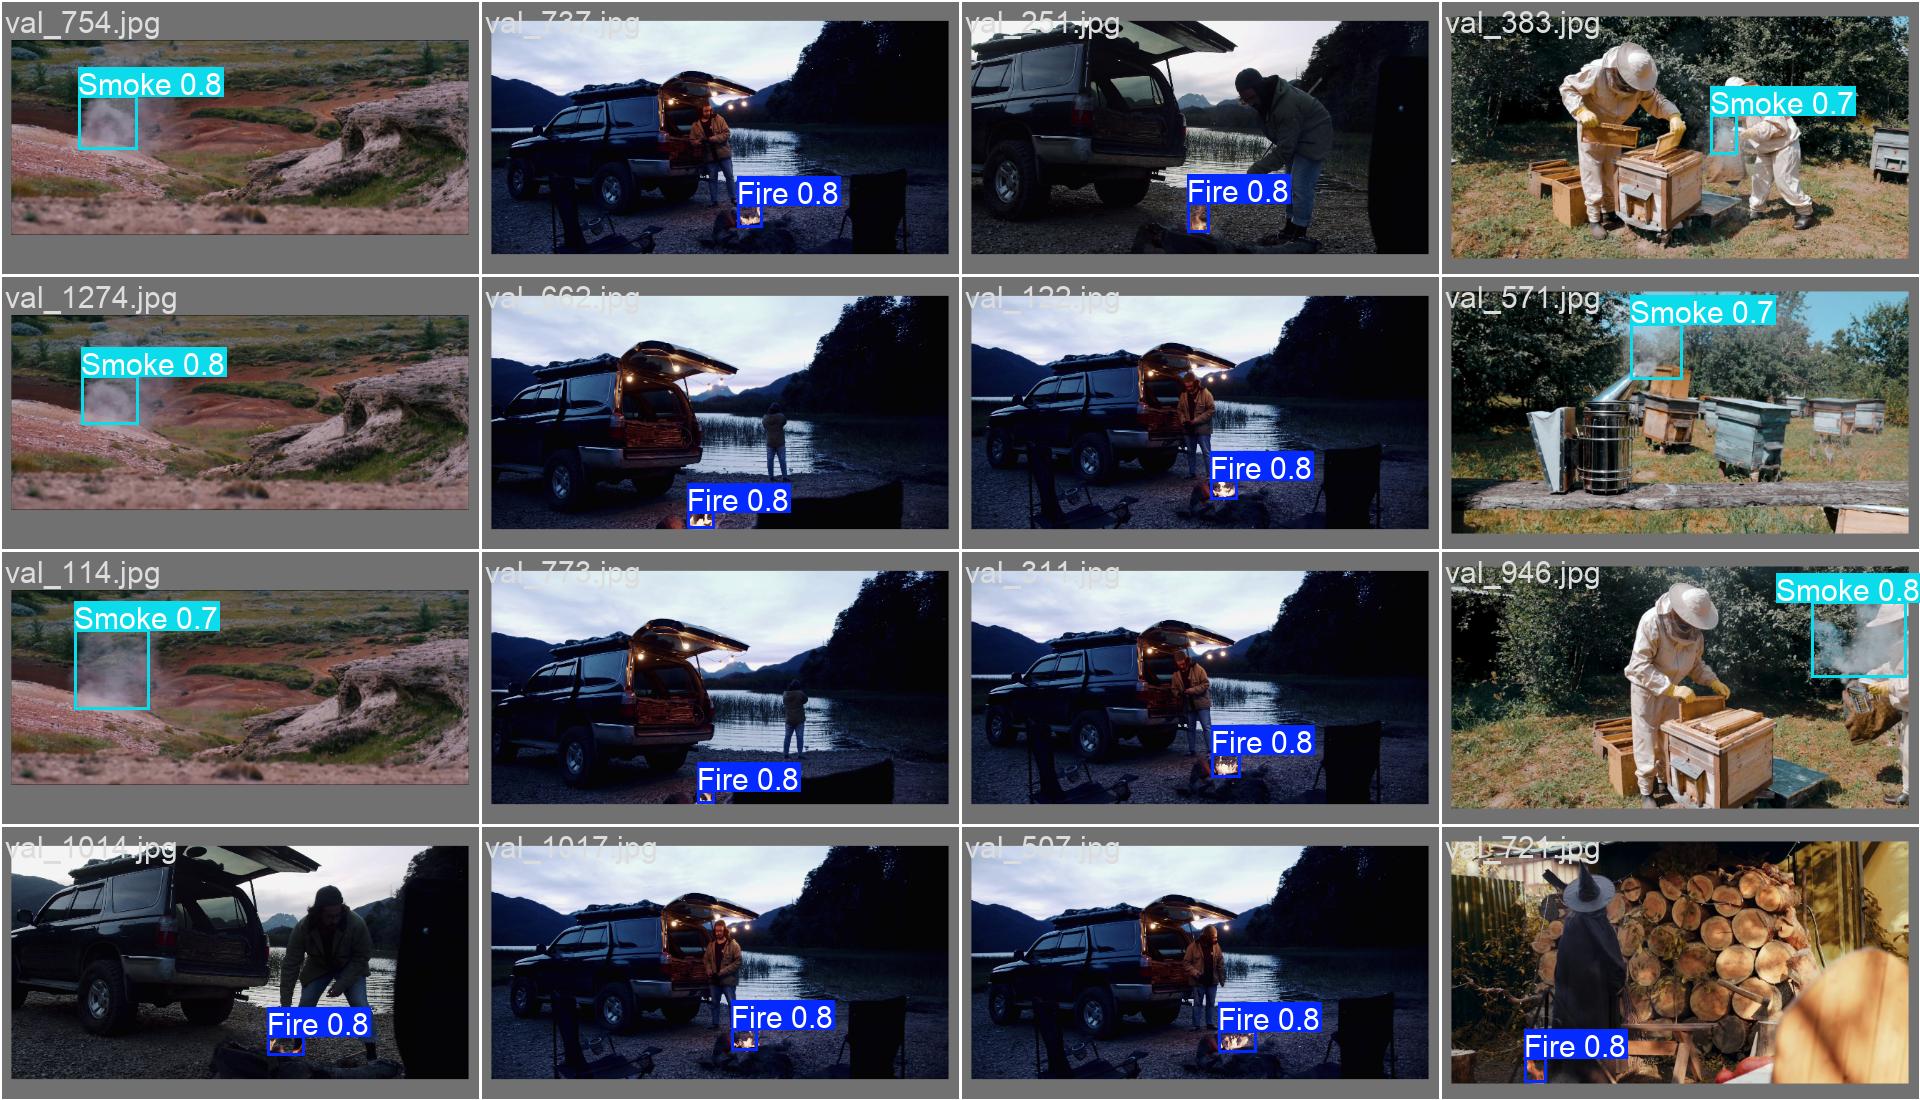 val_754.jpg
Smoke 0.8
val_737.jpg
Fire 0.8
val_251.jpg
Fire 0.8
val_383.jpg
Smoke 0.7
val_1274.jpg
Smoke 0.8
val_662.jpg
Fire 0.8
val_122.jpg
Fire 0.8
val_571.jpg
Smoke 0.7
val_114.jpg
Smoke 0.7
val_773.jpg
Fire 0.8
val_311.jpg
Fire 0.8
val_946.jpg
Smoke 0.8
val_1014.jpg
Fire 0.8
val_1017.jpg
Fire 0.8
val_507.jpg
Fire 0.8
val_721.jpg
Fire 0.8